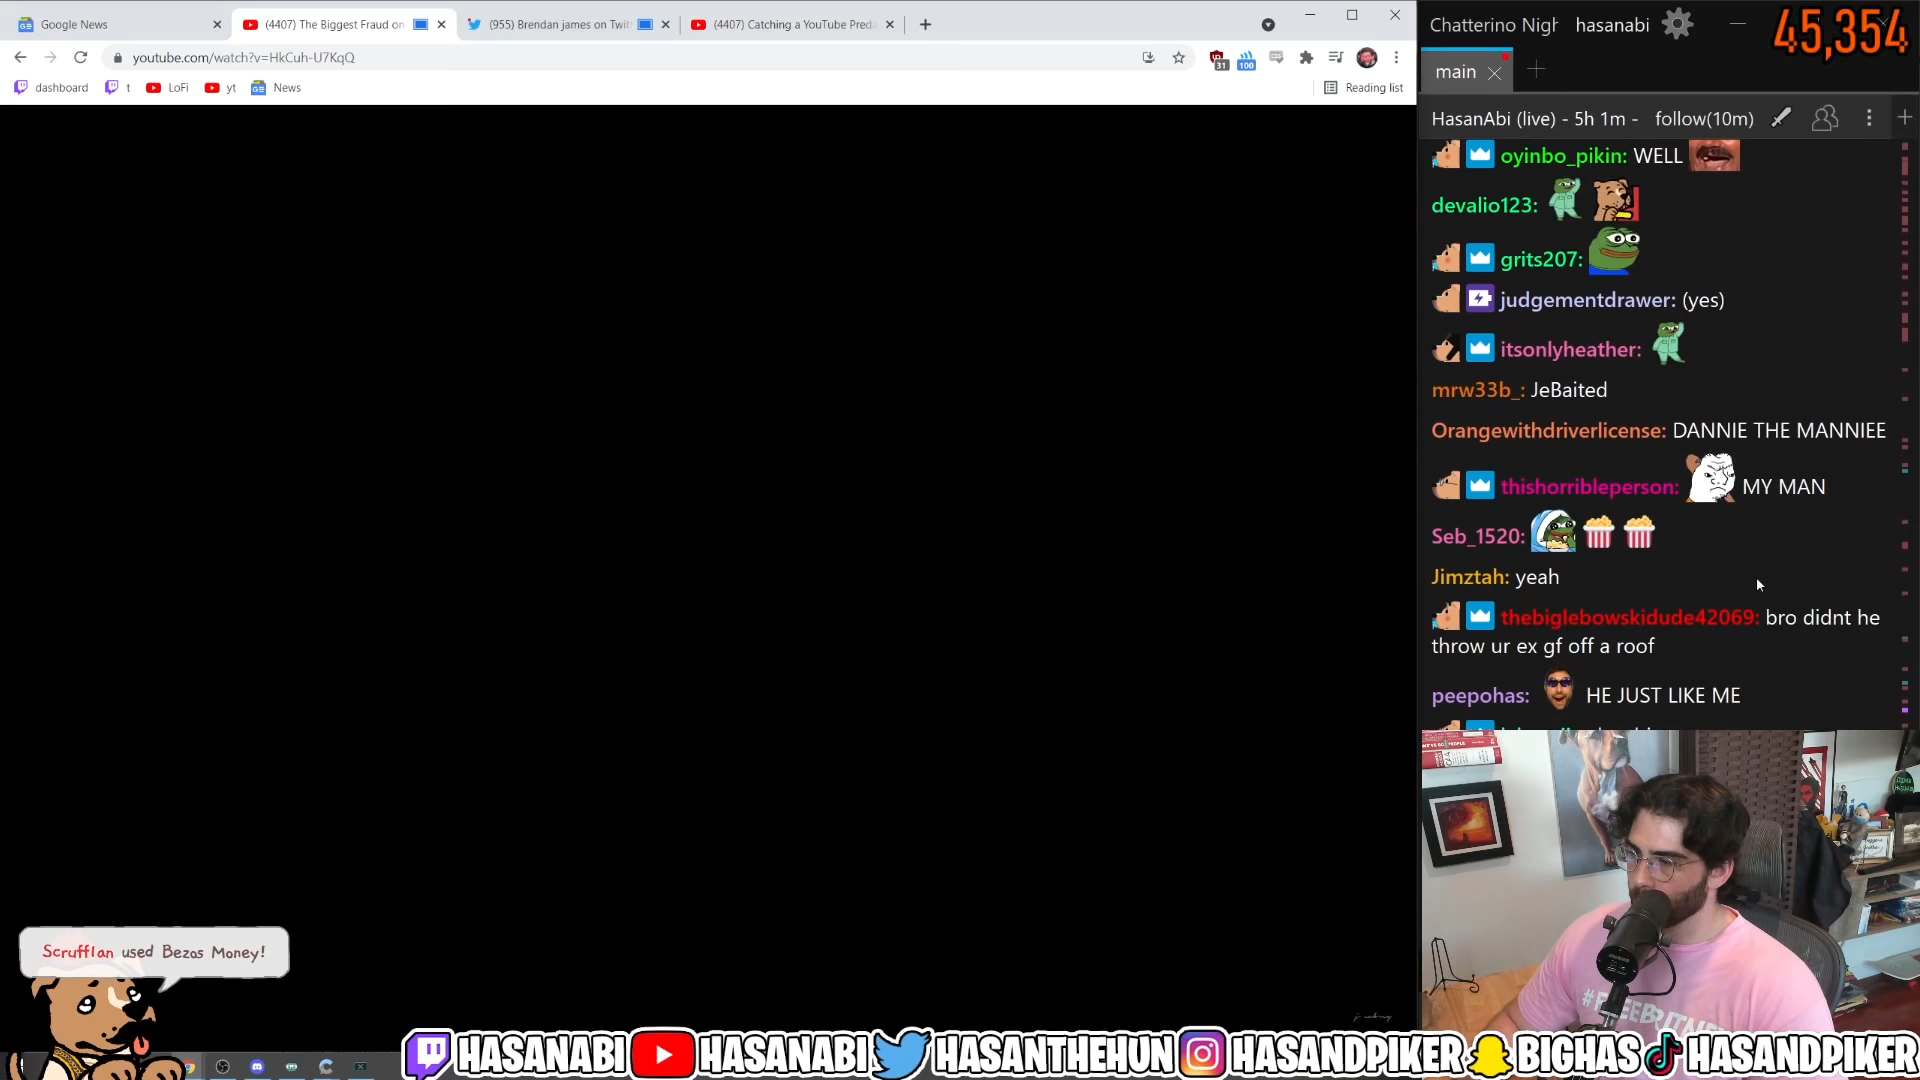 Google News
(4407) The Biggest Fraud on
(955) Brendan james on Twit
(4407) Catching a YouTube Preda
youtube.com/watch?v=HkCuh-U7KqQ
31
100
dashboard
t
LoFi
yt
News
Reading list
Chatterino Nigh
hasanabi
45,354
main
HasanAbi (live) - 5h 1m -
follow(10m)
oyinbo_pikin: WELL
devalio123:
grits207:
judgementdrawer: (yes)
itsonlyheather:
mrw33b_: JeBaited
Orangewithdriverlicense: DANNIE THE MANNIEE
thishorribleperson: MY MAN
Seb_1520:
Jimztah: yeah
thebiglebowskidude42069: bro didnt he
throw ur ex gf off a roof
peepohas: HE JUST LIKE ME
Scrufflan used Bezos Money!
HASANABI HASANABI HASANTHEHUN HASANDPIKER BIGHAS HASANDPIKER